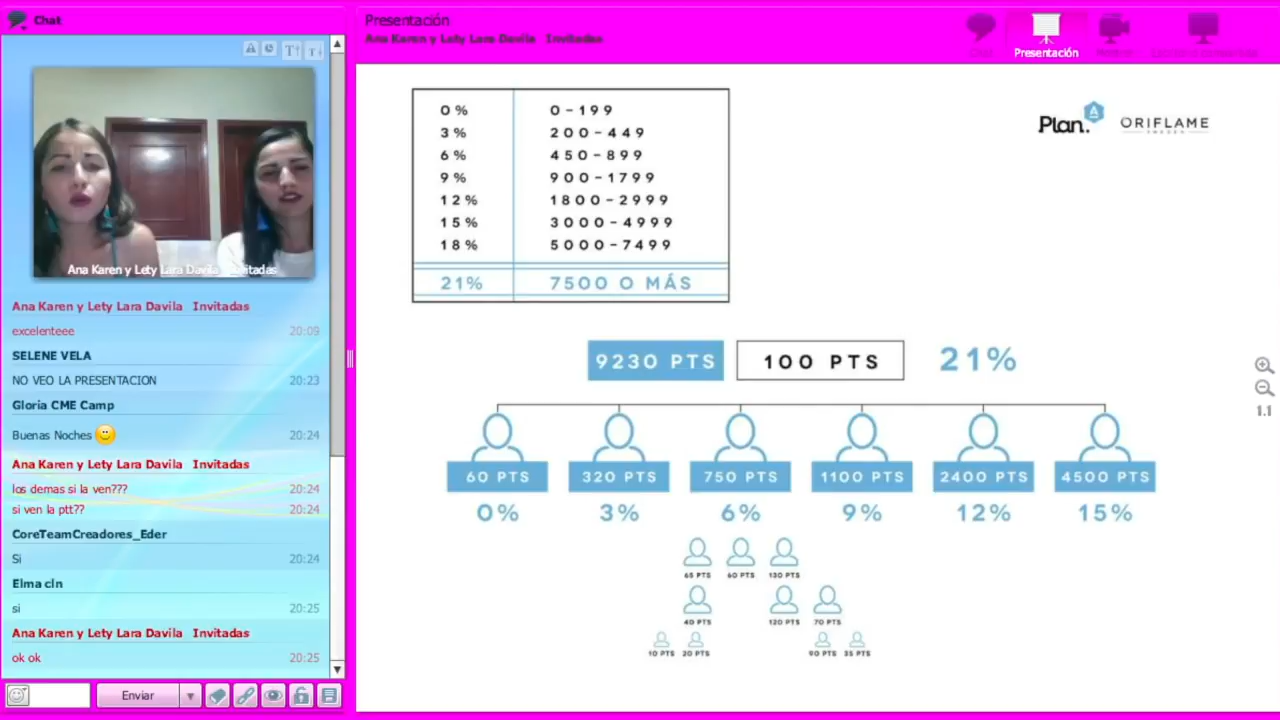 Chat
Ana Karen y Lety Lara Davila Invitadas
Ana Karen y Lety Lara Davila Invitadas
excelenteee 20:09
SELENE VELA
NO VEO LA PRESENTACION 20:23
Gloria CME Camp
Buenas Noches 20:24
Ana Karen y Lety Lara Davila Invitadas
los demas si la ven??? 20:24
si ven la ptt?? 20:24
CoreTeamCreadores_Eder
Si 20:24
Elma cln
si 20:25
Ana Karen y Lety Lara Davila Invitadas
ok ok 20:25
Enviar
Presentación
Ana Karen y Lety Lara Davila Invitadas
Chat Presentación
0% 0-199
3% 200-449
6% 450-899
9% 900-1799
12% 1800-2999
15% 3000-4999
18% 5000-7499
21% 7500 O MÁS
Plan. A ORIFLAME
SWEDEN
9230 PTS 100 PTS 21%
60 PTS 320 PTS 750 PTS 1100 PTS 2400 PTS 4500 PTS
0% 3% 6% 9% 12% 15%
65 PTS 60 PTS 130 PTS
40 PTS 120 PTS 70 PTS
10 PTS 20 PTS 90 PTS 35 PTS
1.1